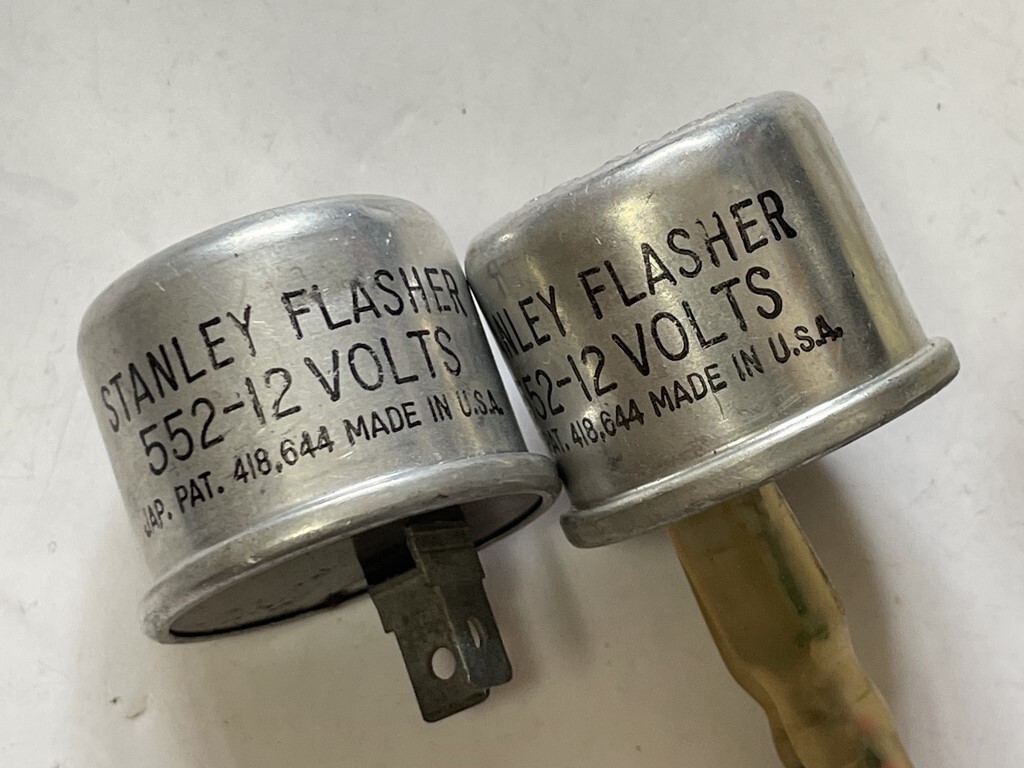 STANLEY FLASHER
552-12 VOLTS
JAP. PAT. 418,644 MADE IN U.S.A.
NLEY FLASHER
552-12 VOLTS
AT. 418,644 MADE IN U.S.A.